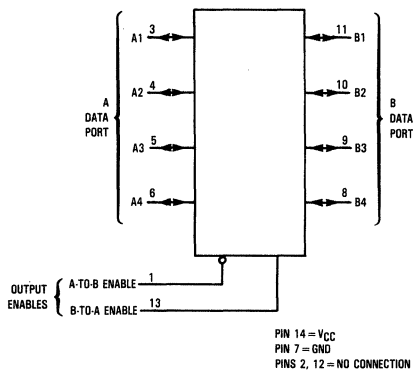 A1 3 11 B1
A2 4 10 B2
A DATA PORT
B DATA PORT
A3 5 9 B3
A4 6 8 B4
OUTPUT ENABLES
A-TO-B ENABLE 1
B-TO-A ENABLE 13
PIN 14 = VCC
PIN 7 = GND
PINS 2, 12 = NO CONNECTION